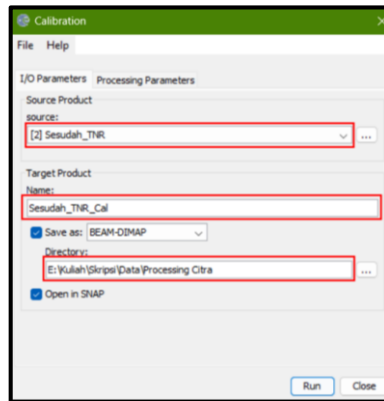 Calibration
File Help
I/O Parameters Processing Parameters
Source Product
source:
[2] Sesudah_TNR
...
Target Product
Name:
Sesudah_TNR_Cal
Save as: BEAM-DIMAP
Directory:
E:\Kuliah\Skripsi\Data\Processing Citra
...
Open in SNAP
Run Close